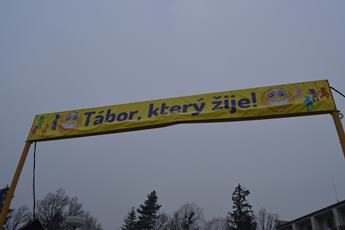 Tábor, který žije!